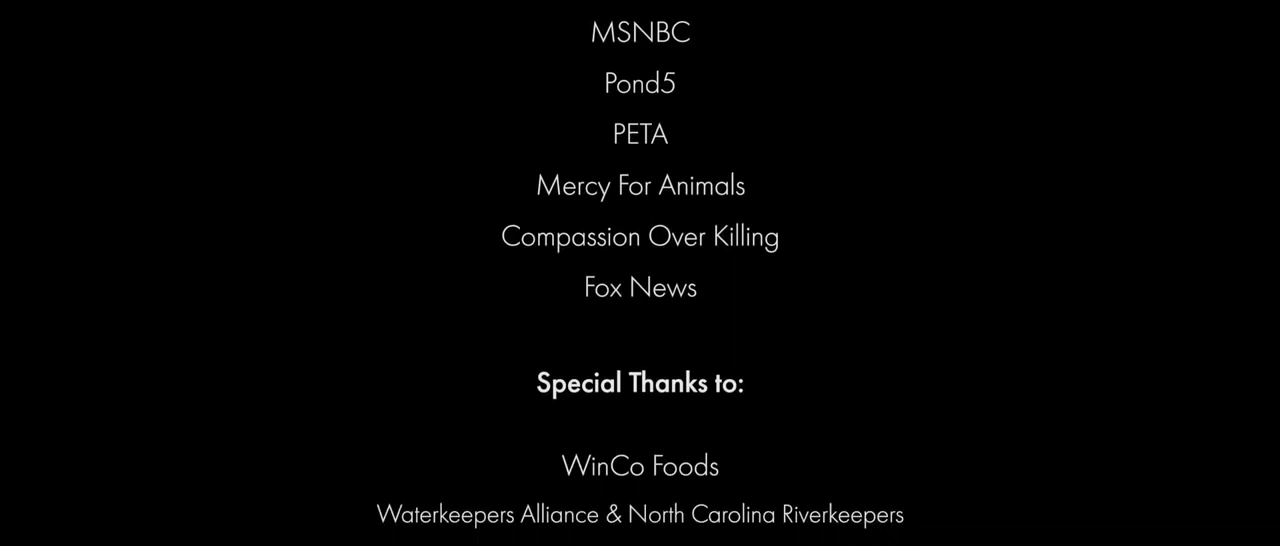 MSNBC
Pond5
PETA
Mercy For Animals
Compassion Over Killing
Fox News
Special Thanks to:
WinCo Foods
Waterkeepers Alliance & North Carolina Riverkeepers